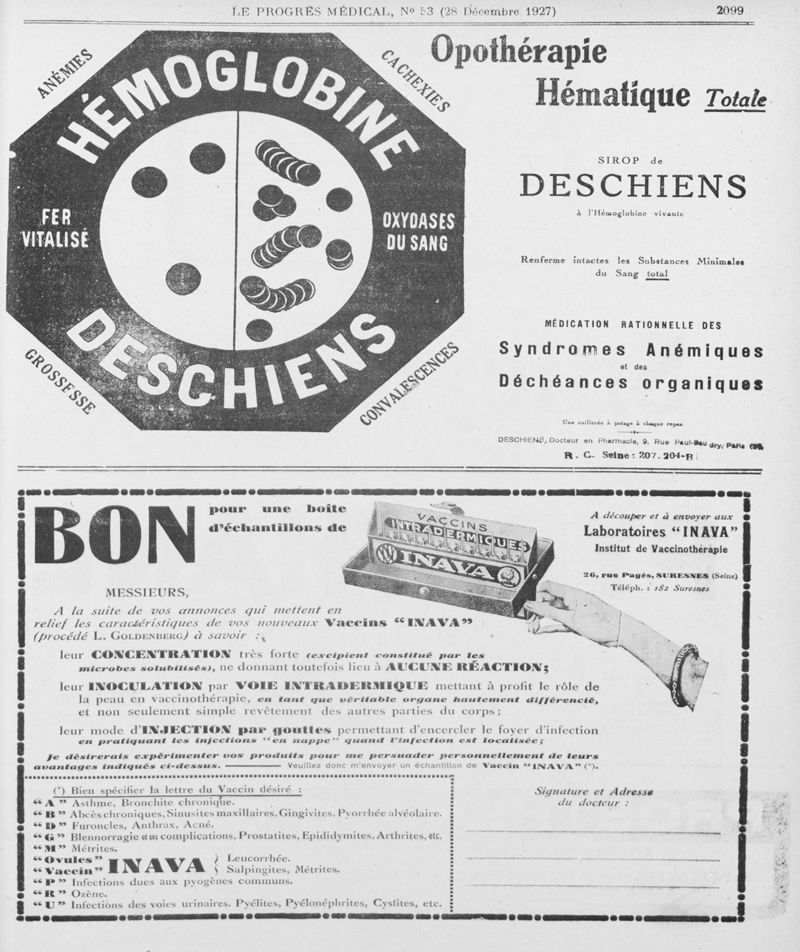 LE PROGRÈS MÉDICAL, No 53 (28 Décembre 1927)
2099
ANÉMIES
CACHEXIES
HÉMOGLOBINE
FER
VITALISÉ
OXYDASES
DU SANG
DESCHIENS
GROSSESSE
CONVALESCENCES
Opothérapie
Hématique Totale
SIROP de
DESCHIENS
à l'Hémoglobine vivante
Renferme intactes les Substances Minimales
du Sang total
MÉDICATION RATIONNELLE DES
Syndromes Anémiques
et des
Déchéances organiques
Une cuillerée à potage à chaque repas.
DESCHIENS, Docteur en Pharmacie, 9, Rue Paul-Baudry, Paris (8e)
R. C. Seine : 207.204-B
BON
pour une boîte
d'échantillons de
VACCINS
INTRADERMIQUES
INAVA
A découper et à envoyer aux
Laboratoires "INAVA"
Institut de Vaccinothérapie
26, rue Pagès, SURESNES (Seine)
Téléph. : 182 Suresnes
MESSIEURS,
A la suite de vos annonces qui mettent en
relief les caractéristiques de vos nouveaux Vaccins "INAVA"
(procédé L. GOLDENBERG) à savoir :
leur CONCENTRATION très forte (excipient constitué par les
microbes solubilisés), ne donnant toutefois lieu à AUCUNE RÉACTION;
leur INOCULATION par VOIE INTRADERMIQUE mettant à profit le rôle de
la peau en vaccinothérapie, en tant que véritable organe hautement différencié,
et non seulement simple revêtement des autres parties du corps;
leur mode d'INJECTION par gouttes permettant d'encercler le foyer d'infection
en pratiquant les injections "en nappe" quand l'infection est localisée;
Je désirerais expérimenter vos produits pour me persuader personnellement de leurs
avantages indiqués ci-dessus. Veuillez donc m'envoyer un échantillon de Vaccin "INAVA" (*).
(*) Bien spécifier la lettre du Vaccin désiré :
"A" Asthme, Bronchite chronique.
"B" Abcès chroniques, Sinusites maxillaires, Gingivites, Pyorrhée alvéolaire.
"D" Furoncles, Anthrax, Acné.
"G" Blennorragie et ses complications, Prostatites, Epididymites, Arthrites, etc.
"M" Métrites.
"Ovules" INAVA } Leucorrhée.
"Vaccin" { Salpingites, Métrites.
"P" Infections dues aux pyogènes communs.
"R" Ozène.
"U" Infections des voies urinaires. Pyélites, Pyélonéphrites, Cystites, etc.
Signature et Adresse
du docteur :